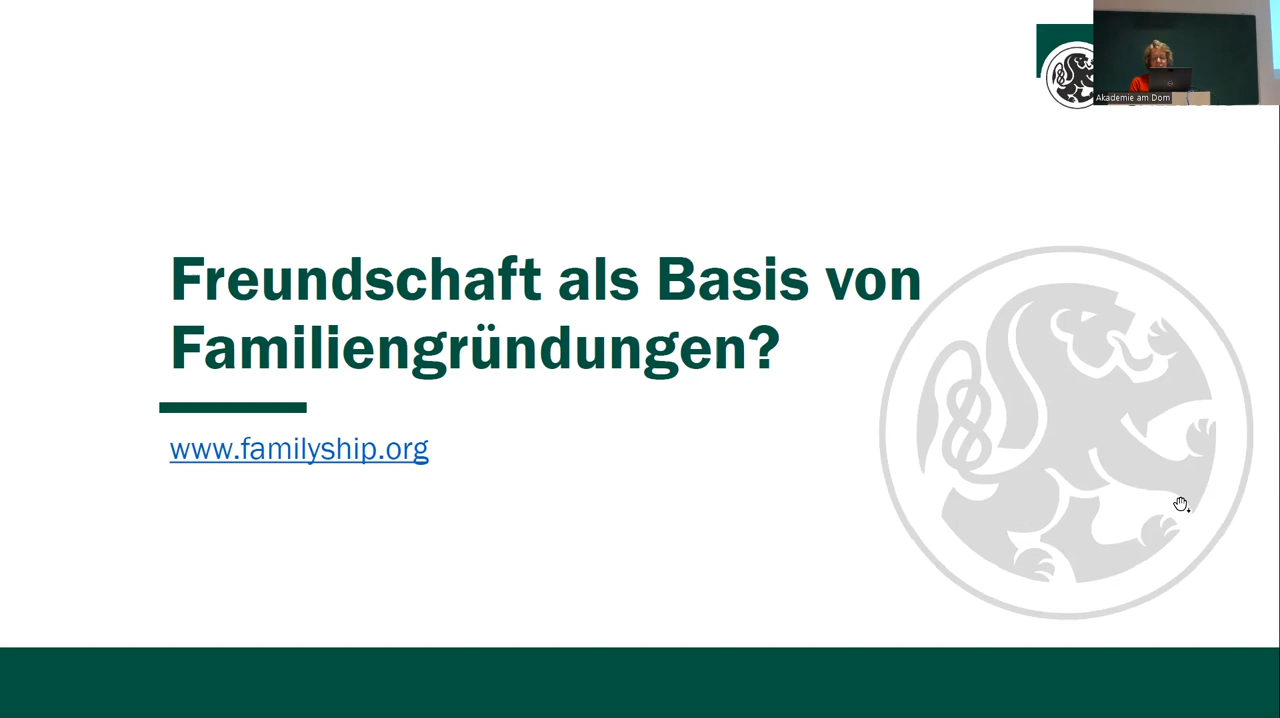 Akademie am Dom
Freundschaft als Basis von
Familiengründungen?
www.familyship.org